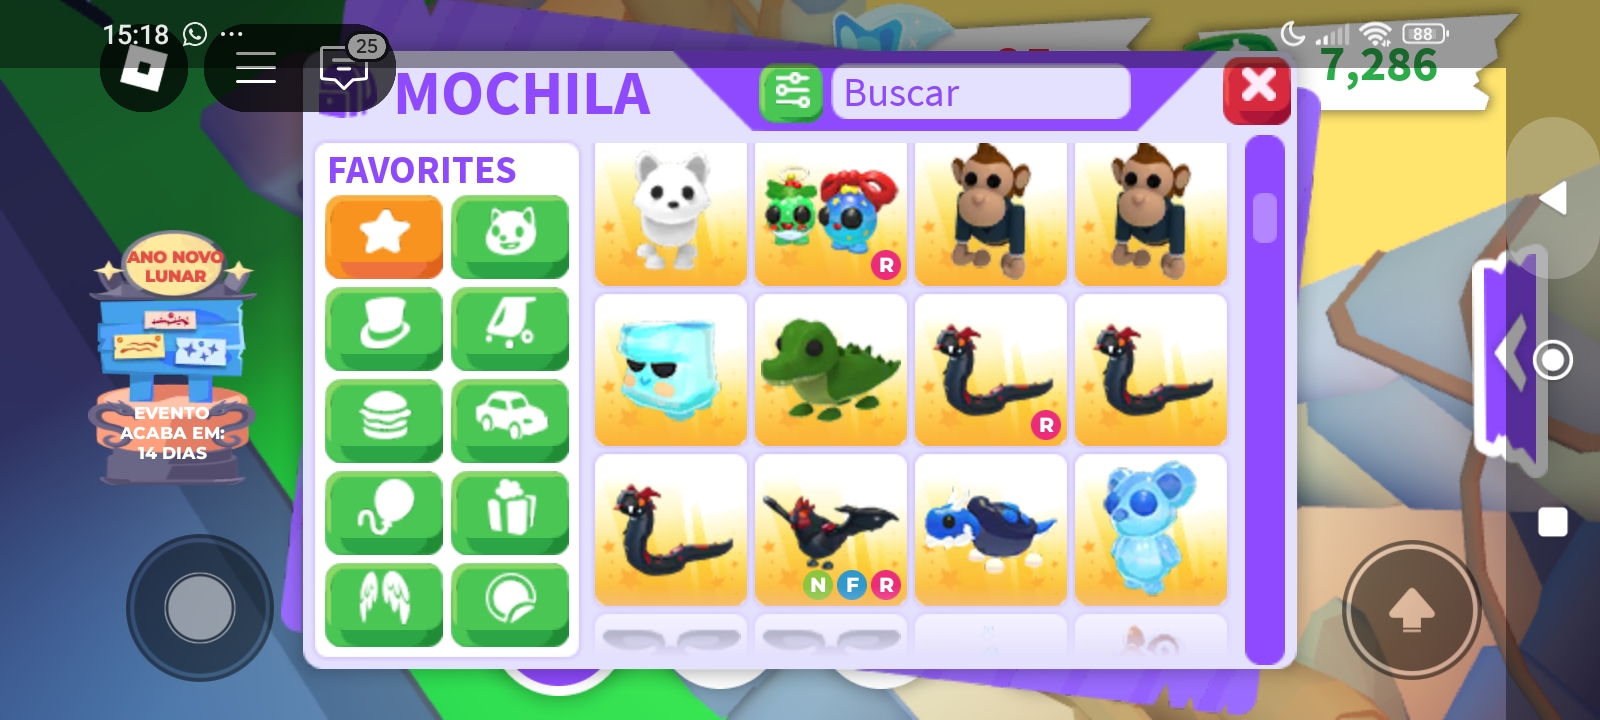 15:18
25
88
7,286
MOCHILA
Buscar
FAVORITES
R
R
N F R
ANO NOVO
LUNAR
EVENTO
ACABA EM:
14 DIAS